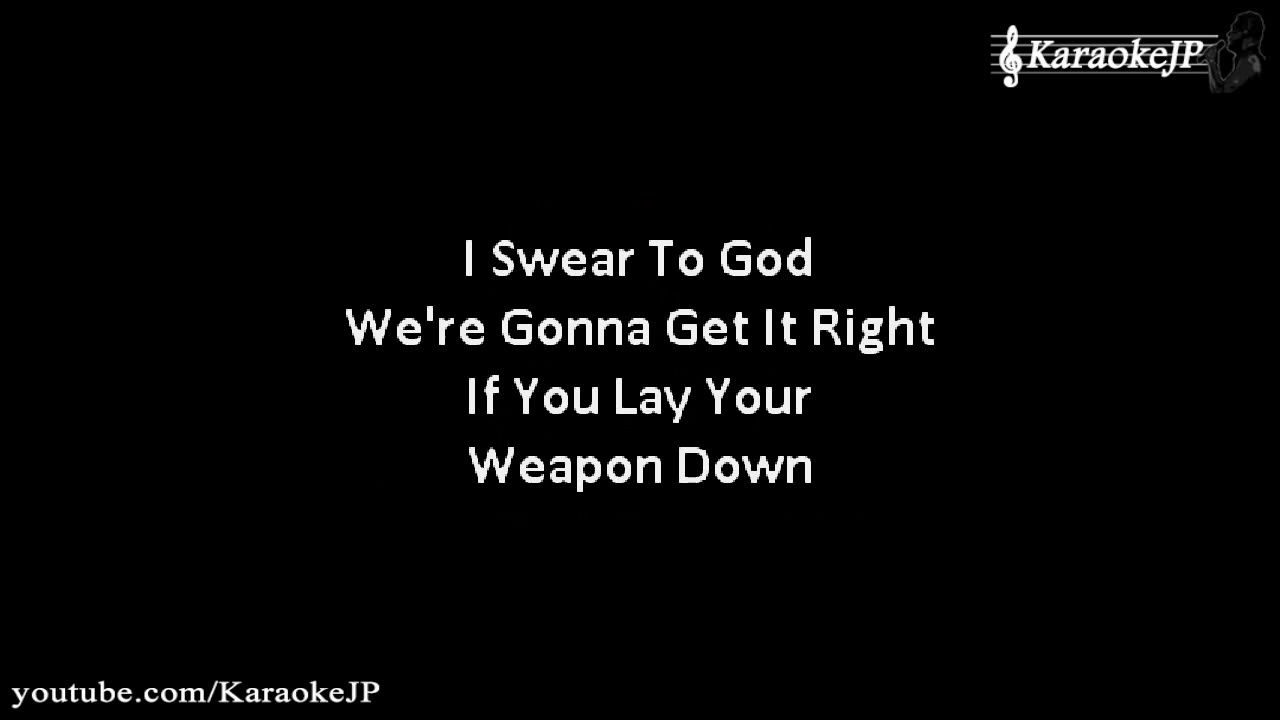 KaraokeJP
I Swear To God
We're Gonna Get It Right
If You Lay Your
Weapon Down
youtube.com/KaraokeJP